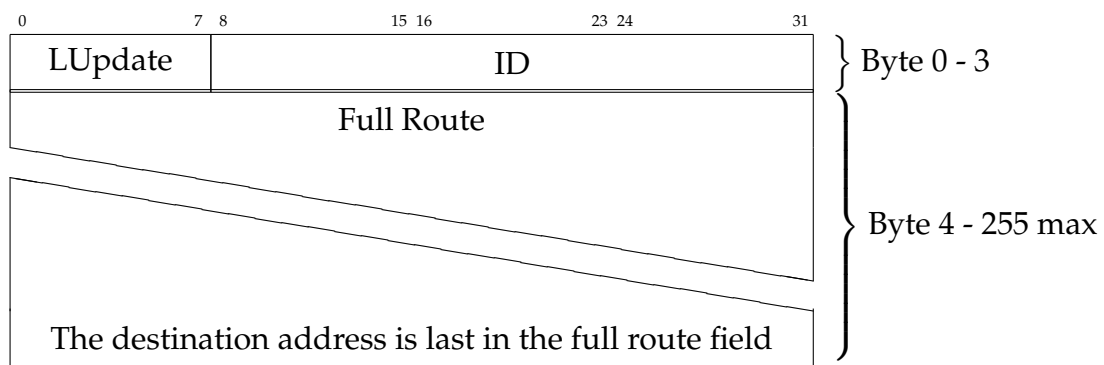 0 7 8 15 16 23 24 31
LUpdate ID Byte 0 - 3
Full Route
Byte 4 - 255 max
The destination address is last in the full route field